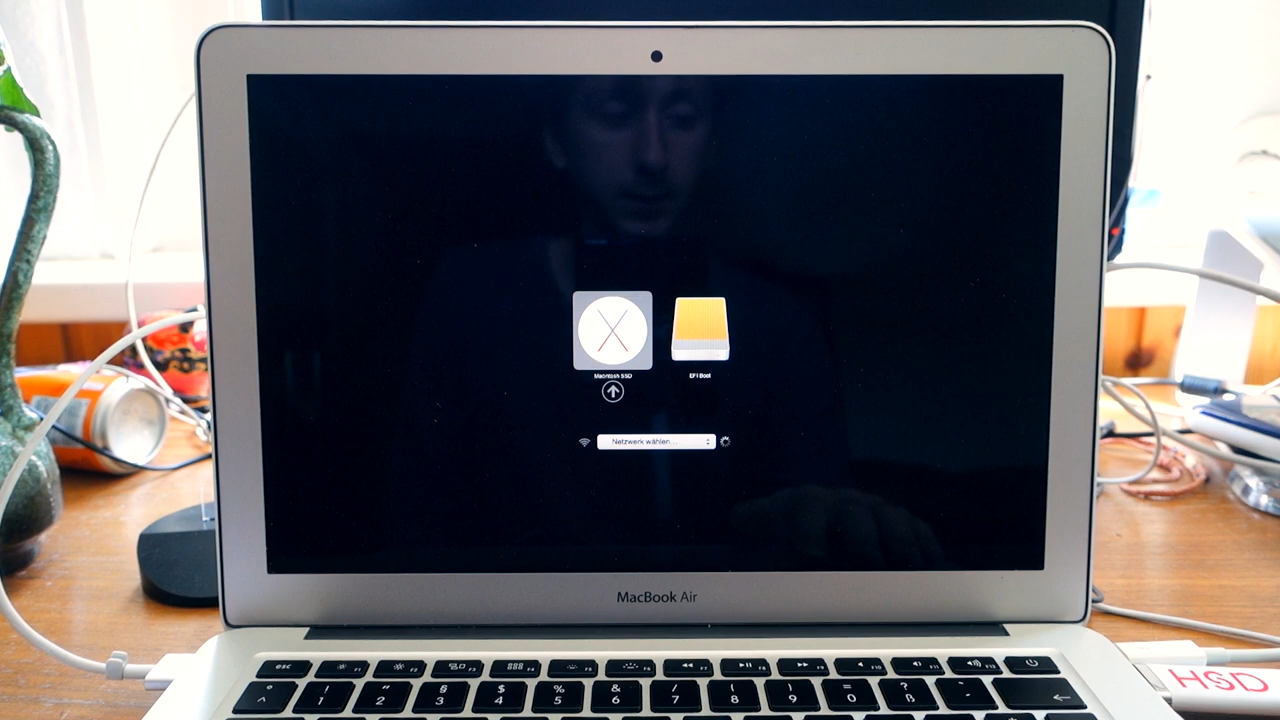 Macintosh SSD
EFI Boot
Netzwerk wählen...
MacBook Air
esc F1 F2 F3 F4 F5 F6 F7 F8 F9 F10 F11 F12
° ! " § $ % & / ( ) = ? `
^ 1 2 3 4 5 6 7 8 9 0 ß ´
HSD